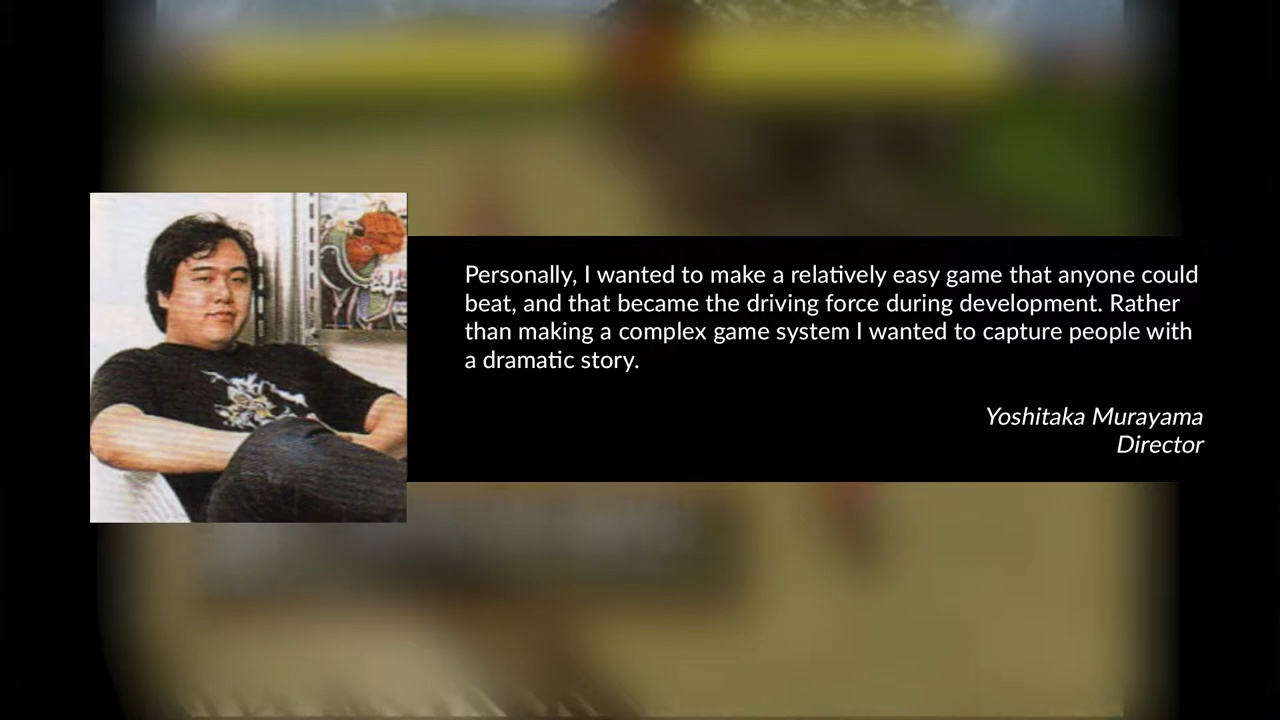 Personally, I wanted to make a relatively easy game that anyone could
beat, and that became the driving force during development. Rather
than making a complex game system I wanted to capture people with
a dramatic story.
Yoshitaka Murayama
Director